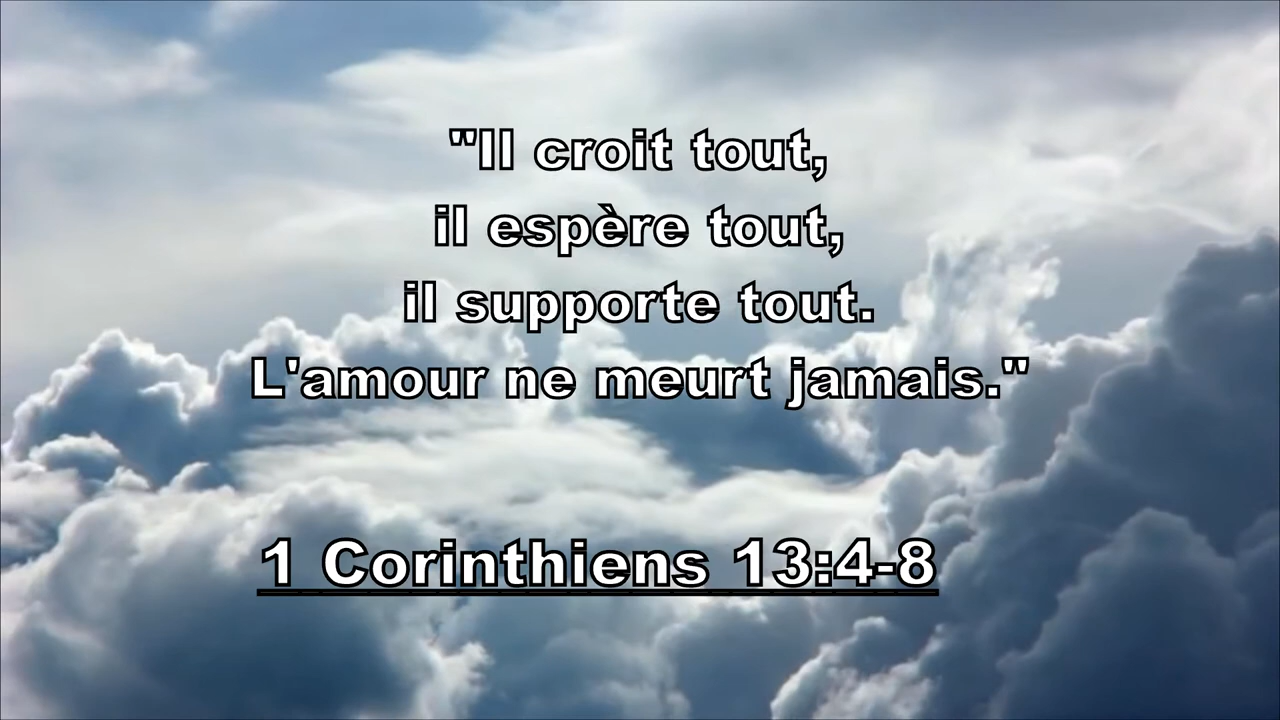 "Il croit tout,
il espère tout,
il supporte tout.
L'amour ne meurt jamais."
1 Corinthiens 13:4-8